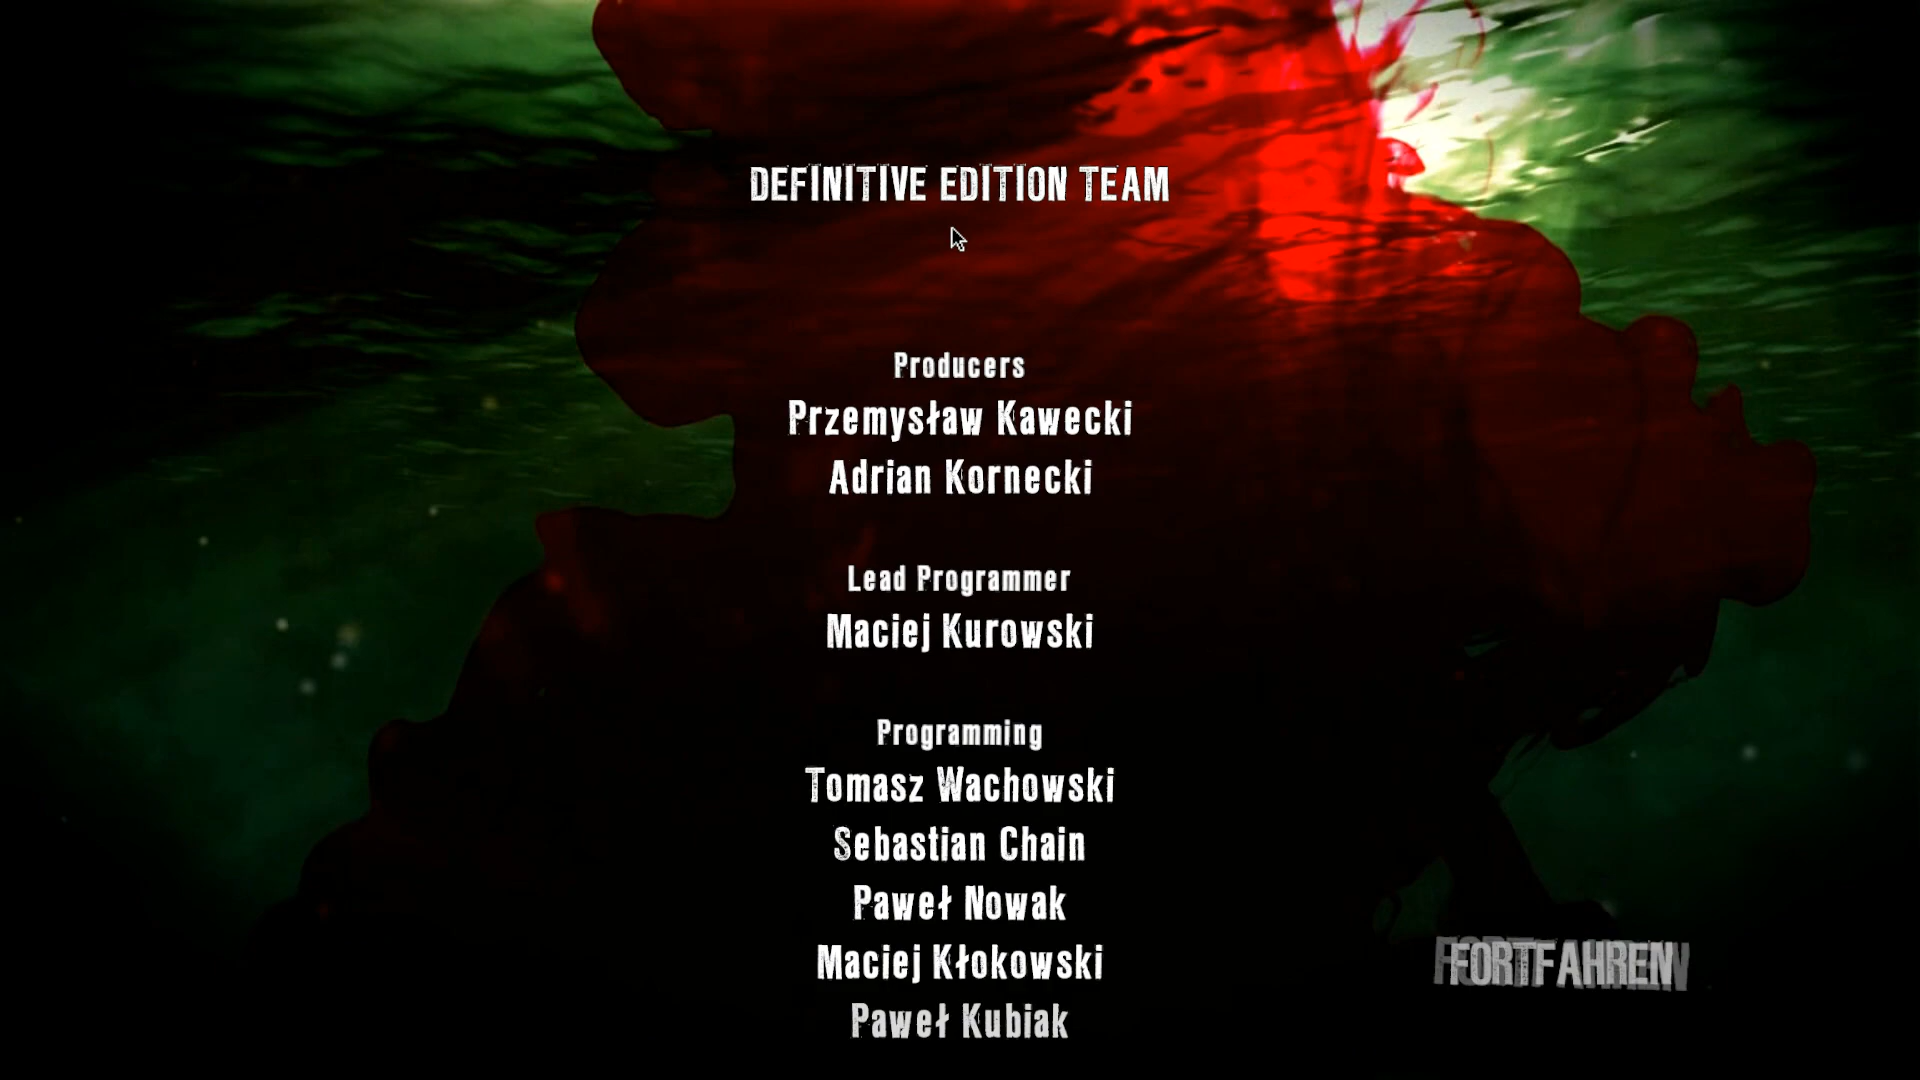 DEFINITIVE EDITION TEAM
Producers
Przemysław Kawecki
Adrian Kornecki
Lead Programmer
Maciej Kurowski
Programming
Tomasz Wachowski
Sebastian Chain
Paweł Nowak
Maciej Kłokowski
Paweł Kubiak
FORTFAHREN